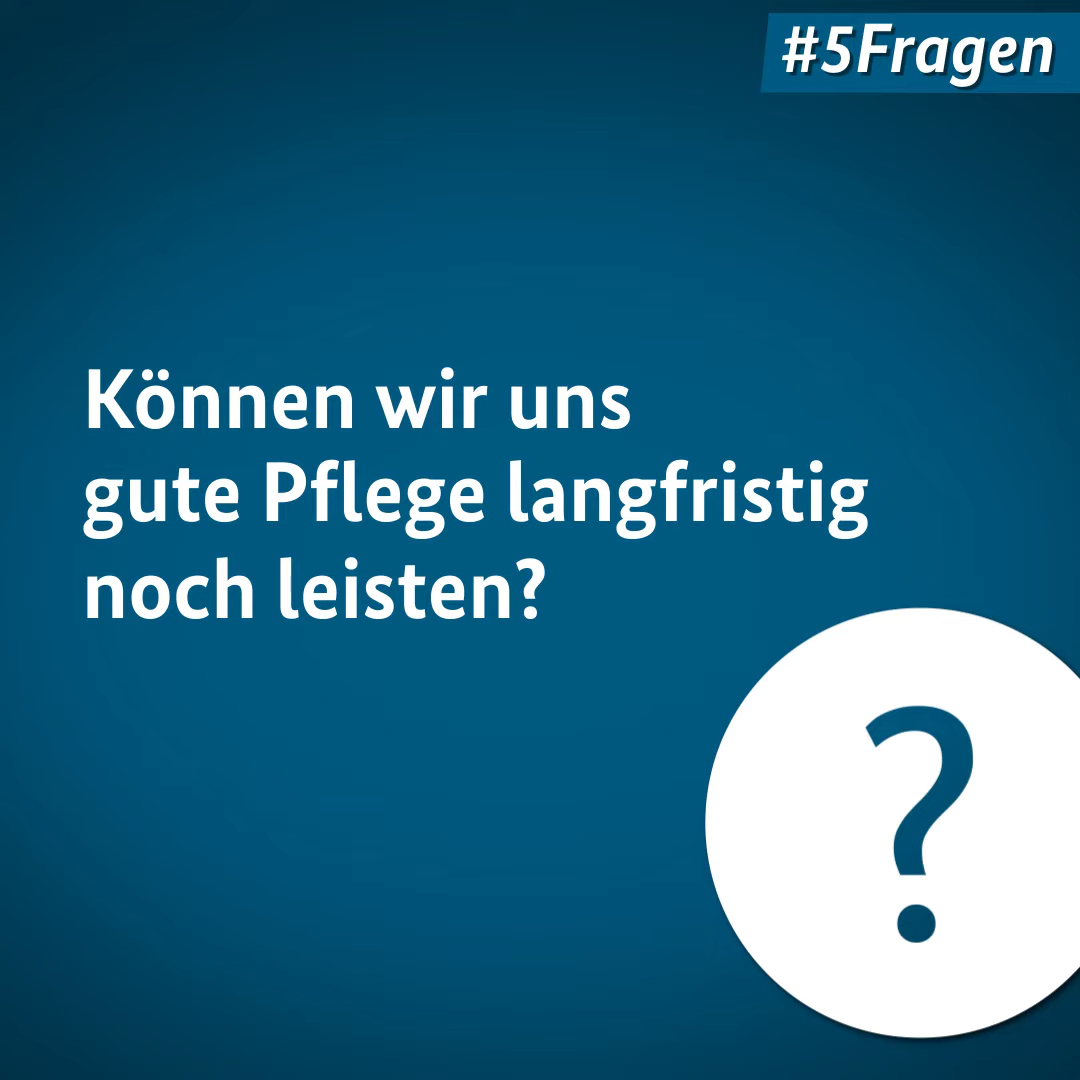 #5Fragen
Können wir uns
gute Pflege langfristig
noch leisten?
?